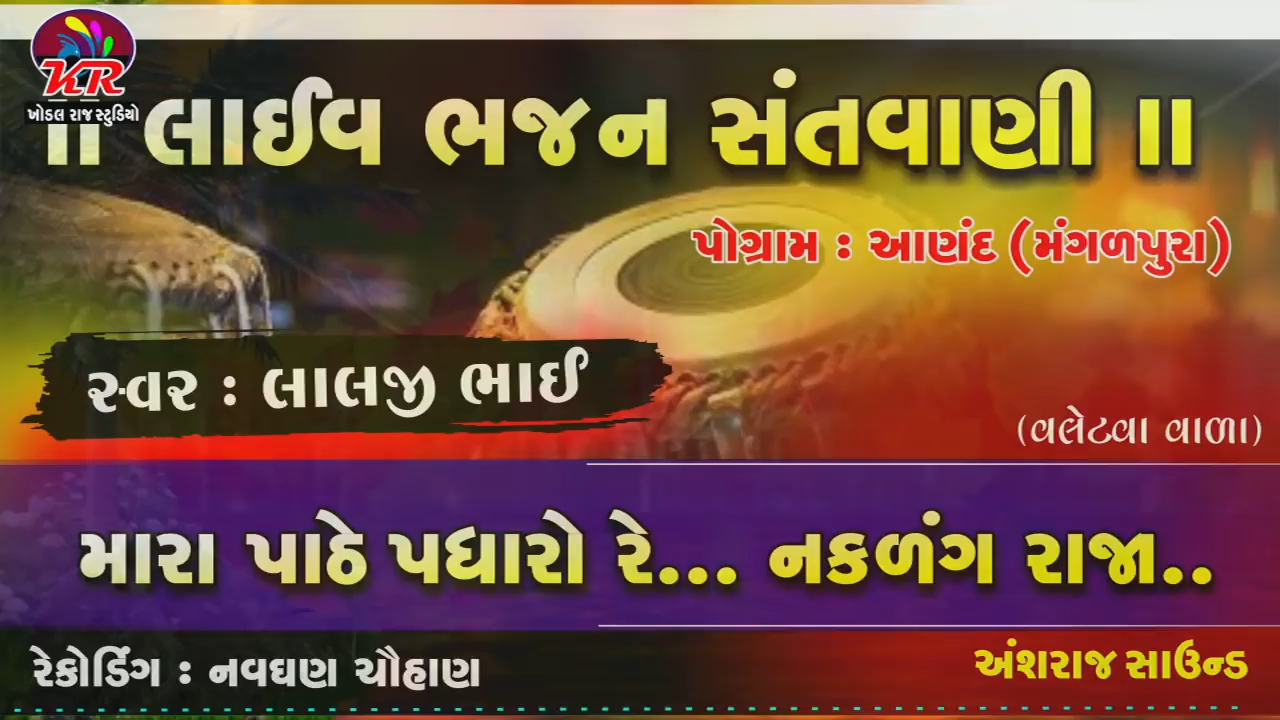 KR
ખોડલ રાજ સ્ટુડિયો
॥ લાઈવ ભજન સંતવાણી ॥
પોગ્રામ : આણંદ (મંગળપુરા)
સ્વર : લાલજી ભાઈ
(વલેટવા વાળા)
મારા પાઠે પધારો રે... નકળંગ રાજા..
રેકોર્ડિંગ : નવઘણ ચૌહાણ
અંશરાજ સાઉન્ડ